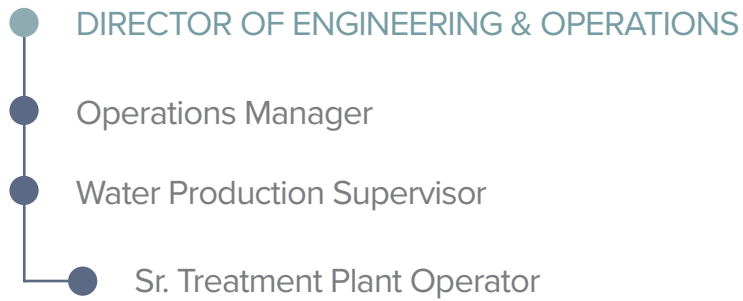 DIRECTOR OF ENGINEERING & OPERATIONS
Operations Manager
Water Production Supervisor
Sr. Treatment Plant Operator